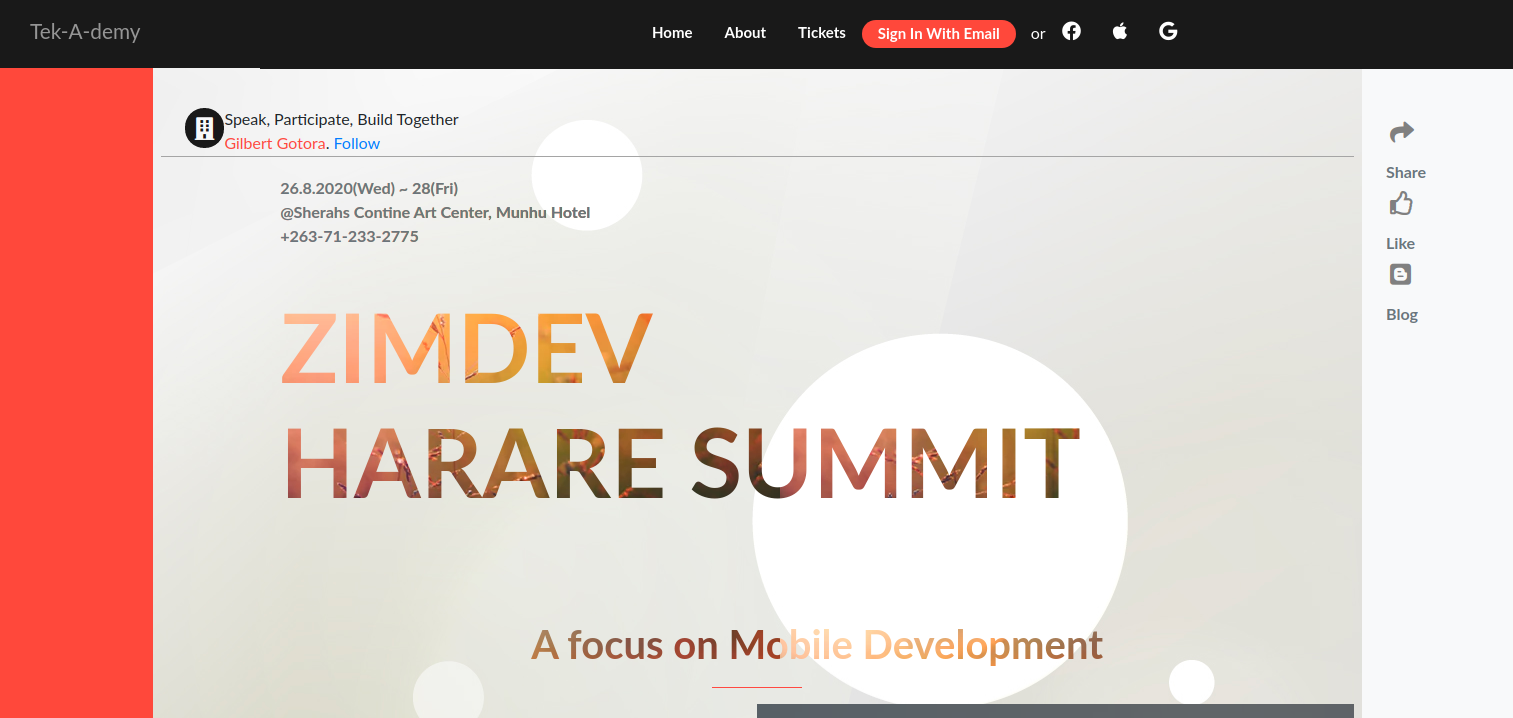 Tek-A-demy
Home About Tickets Sign In With Email or
Speak, Participate, Build Together
Gilbert Gotora. Follow
26.8.2020(Wed) ~ 28(Fri)
@Sherahs Contine Art Center, Munhu Hotel
+263-71-233-2775
ZIMDEV
HARARE SUMMIT
A focus on Mobile Development
Share
Like
Blog